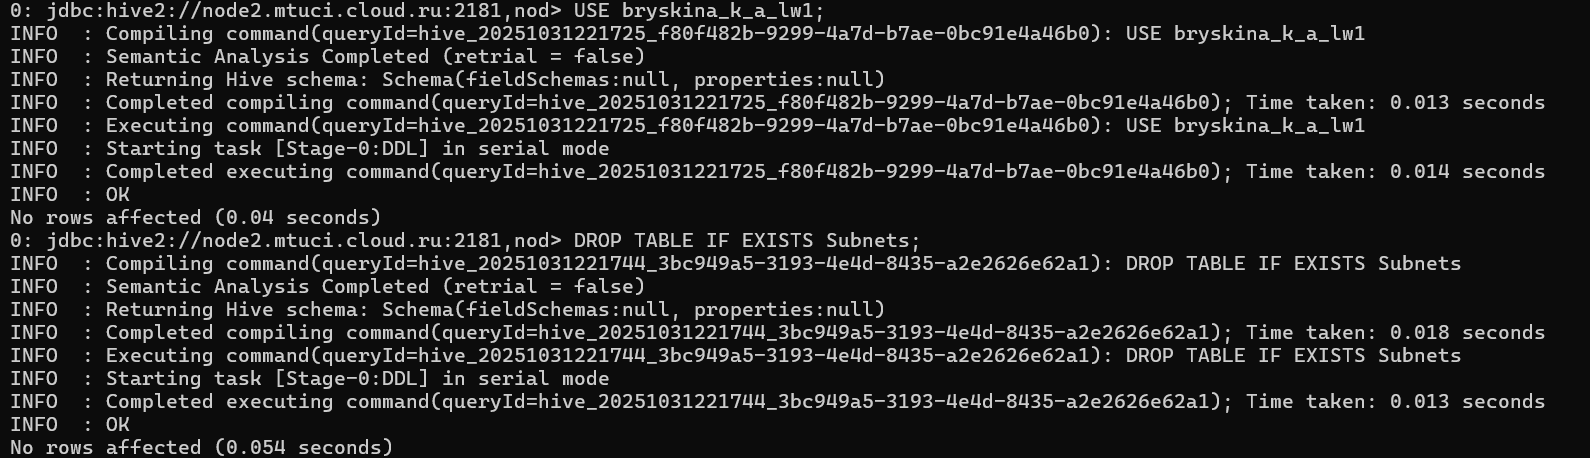 0: jdbc:hive2://node2.mtuci.cloud.ru:2181,nod> USE bryskina_k_a_lw1;
INFO  : Compiling command(queryId=hive_20251031221725_f80f482b-9299-4a7d-b7ae-0bc91e4a46b0): USE bryskina_k_a_lw1
INFO  : Semantic Analysis Completed (retrial = false)
INFO  : Returning Hive schema: Schema(fieldSchemas:null, properties:null)
INFO  : Completed compiling command(queryId=hive_20251031221725_f80f482b-9299-4a7d-b7ae-0bc91e4a46b0); Time taken: 0.013 seconds
INFO  : Executing command(queryId=hive_20251031221725_f80f482b-9299-4a7d-b7ae-0bc91e4a46b0): USE bryskina_k_a_lw1
INFO  : Starting task [Stage-0:DDL] in serial mode
INFO  : Completed executing command(queryId=hive_20251031221725_f80f482b-9299-4a7d-b7ae-0bc91e4a46b0); Time taken: 0.014 seconds
INFO  : OK
No rows affected (0.04 seconds)
0: jdbc:hive2://node2.mtuci.cloud.ru:2181,nod> DROP TABLE IF EXISTS Subnets;
INFO  : Compiling command(queryId=hive_20251031221744_3bc949a5-3193-4e4d-8435-a2e2626e62a1): DROP TABLE IF EXISTS Subnets
INFO  : Semantic Analysis Completed (retrial = false)
INFO  : Returning Hive schema: Schema(fieldSchemas:null, properties:null)
INFO  : Completed compiling command(queryId=hive_20251031221744_3bc949a5-3193-4e4d-8435-a2e2626e62a1); Time taken: 0.018 seconds
INFO  : Executing command(queryId=hive_20251031221744_3bc949a5-3193-4e4d-8435-a2e2626e62a1): DROP TABLE IF EXISTS Subnets
INFO  : Starting task [Stage-0:DDL] in serial mode
INFO  : Completed executing command(queryId=hive_20251031221744_3bc949a5-3193-4e4d-8435-a2e2626e62a1); Time taken: 0.013 seconds
INFO  : OK
No rows affected (0.054 seconds)